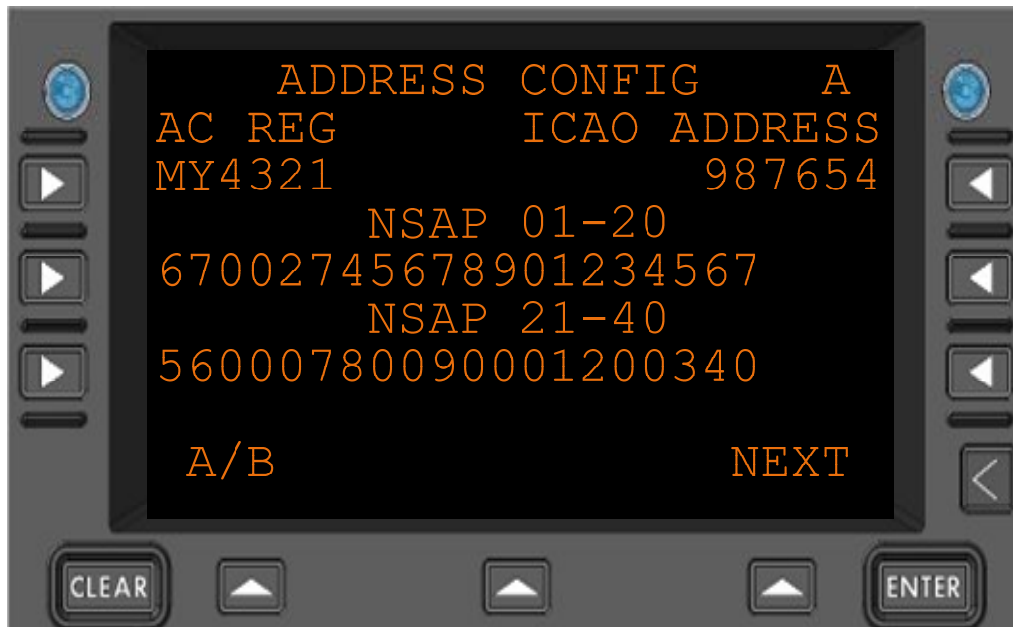 ADDRESS CONFIG A
AC REG ICAO ADDRESS
MY4321 987654
NSAP 01-20
67002745678901234567
NSAP 21-40
56000780090001200340
A/B NEXT
CLEAR ENTER